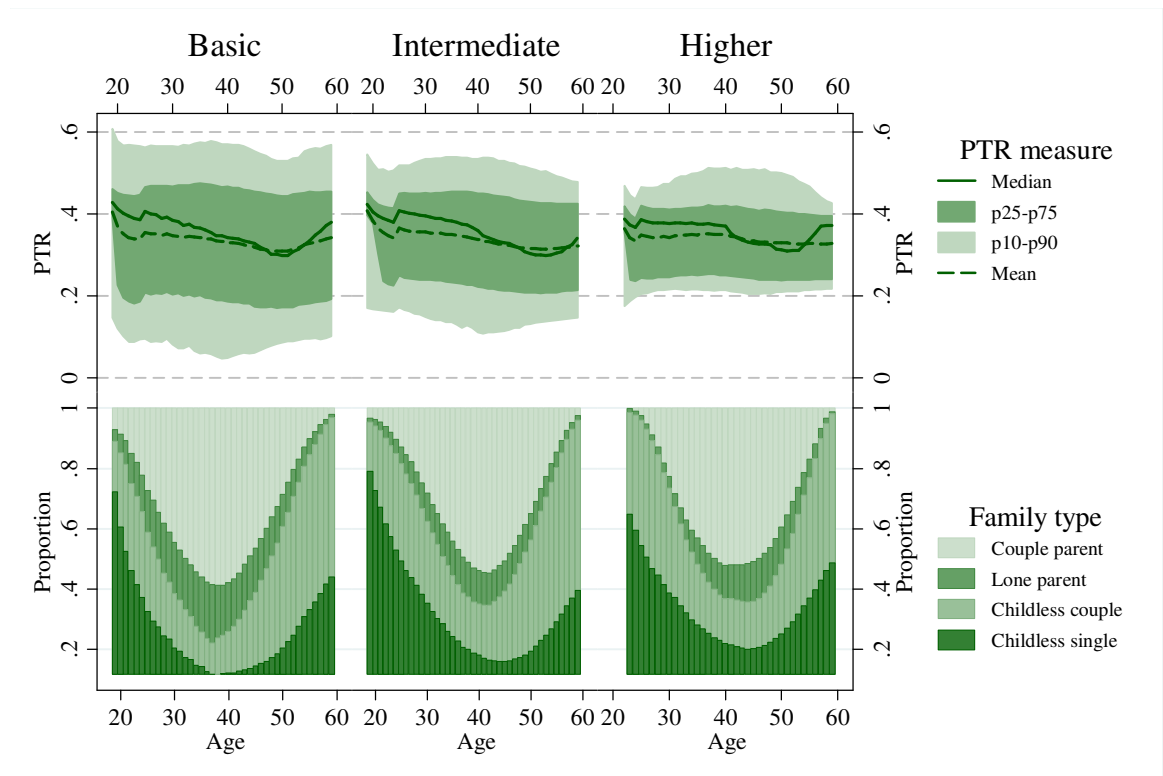 Basic Intermediate Higher
20 30 40 50 60 20 30 40 50 60 20 30 40 50 60
PTR
.6 .4 .2 0
PTR
.6 .4 .2 0
PTR measure
Median
p25-p75
p10-p90
Mean
Proportion
1 .8 .6 .4 .2
Proportion
1 .8 .6 .4 .2
Family type
Couple parent
Lone parent
Childless couple
Childless single
20 30 40 50 60 20 30 40 50 60 20 30 40 50 60
Age Age Age